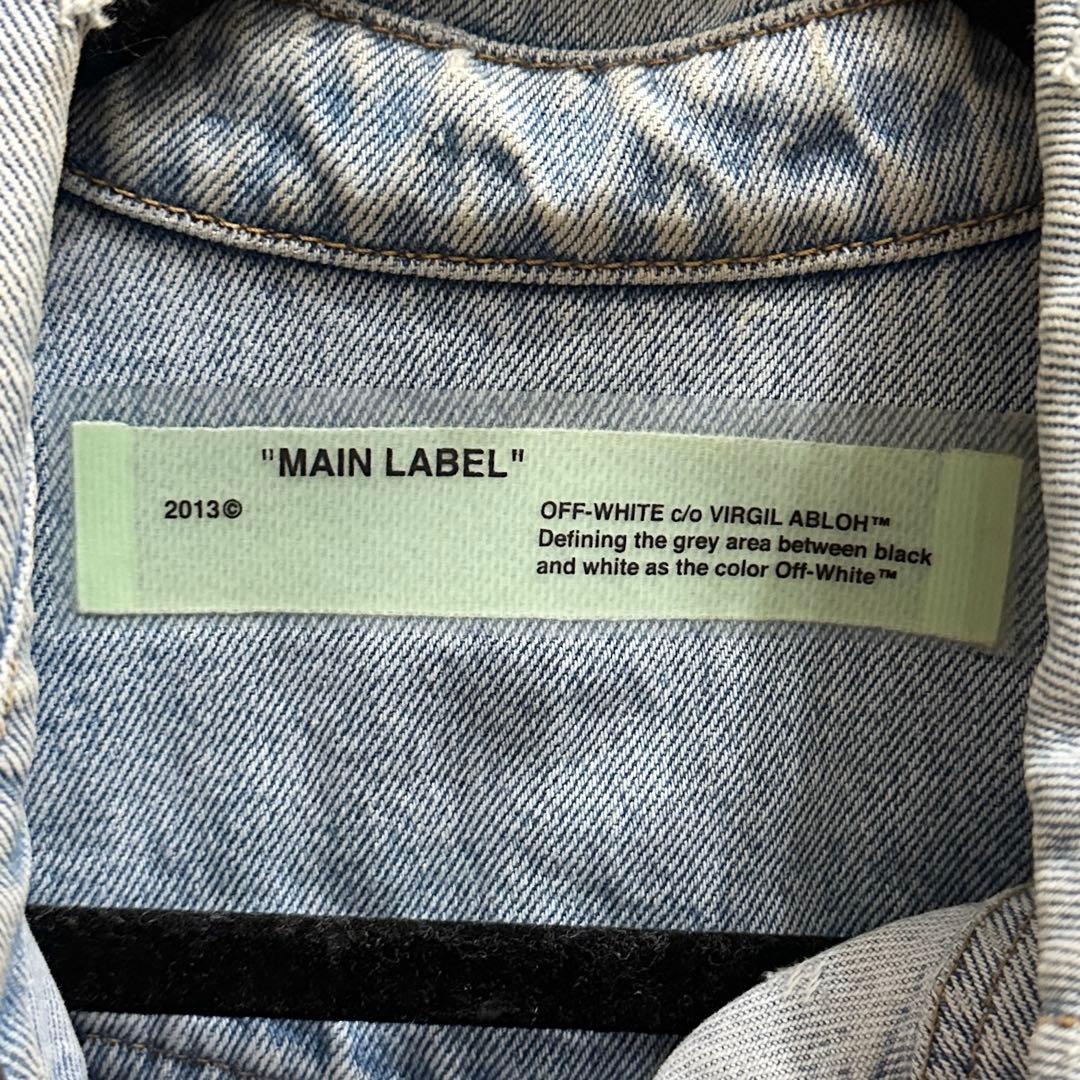 "MAIN LABEL"
2013©
OFF-WHITE c/o VIRGIL ABLOH™
Defining the grey area between black
and white as the color Off-White™